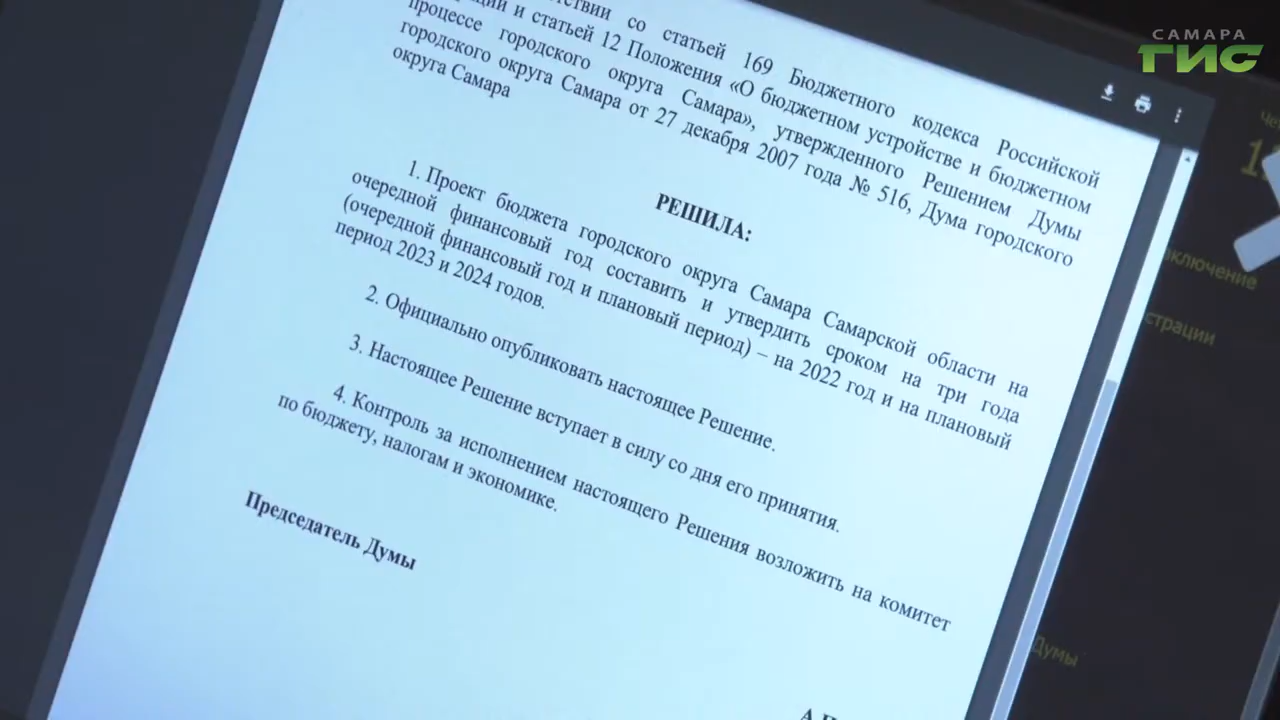 со статьей 169 Бюджетного кодекса Российской
и статьей 12 Положения «О бюджетном устройстве и бюджетном
процессе городского округа Самара», утвержденного Решением Думы
городского округа Самара от 27 декабря 2007 года № 516, Дума городского
округа Самара
РЕШИЛА:
1. Проект бюджета городского округа Самара Самарской области на
очередной финансовый год составить и утвердить сроком на три года
(очередной финансовый год и плановый период) – на 2022 год и на плановый
период 2023 и 2024 годов.
2. Официально опубликовать настоящее Решение.
3. Настоящее Решение вступает в силу со дня его принятия.
4. Контроль за исполнением настоящего Решения возложить на комитет
по бюджету, налогам и экономике.
Председатель Думы
САМАРА
ГИС
Думы